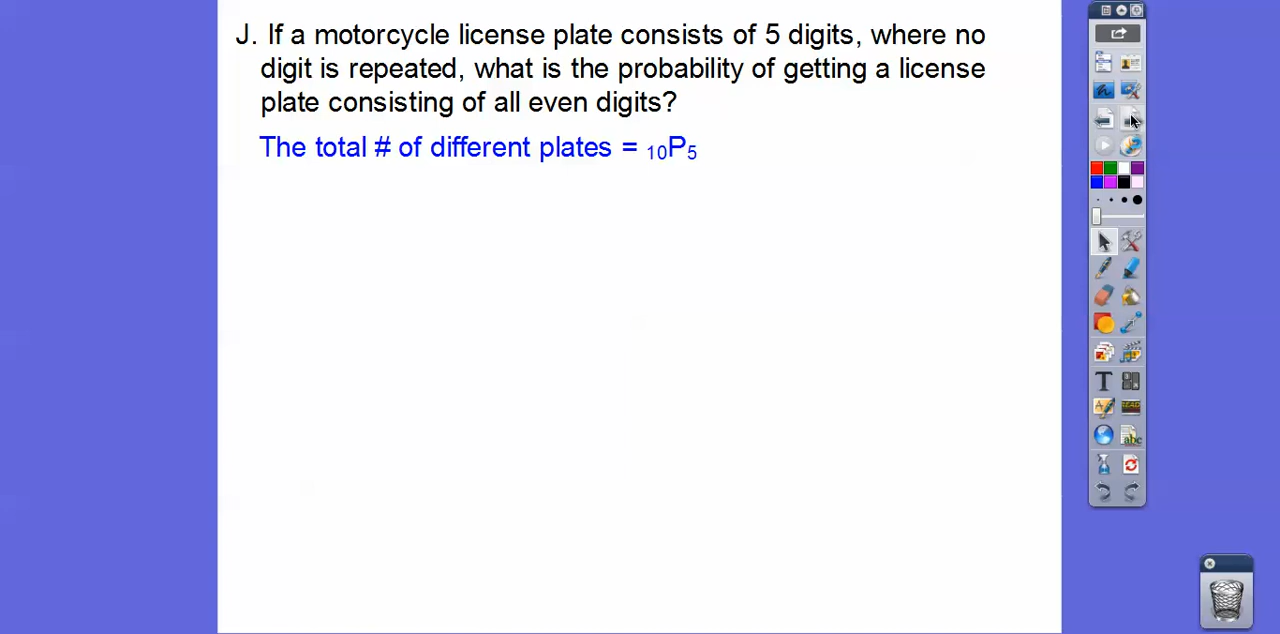 J. If a motorcycle license plate consists of 5 digits, where no
digit is repeated, what is the probability of getting a license
plate consisting of all even digits?
The total # of different plates = ₁₀P₅